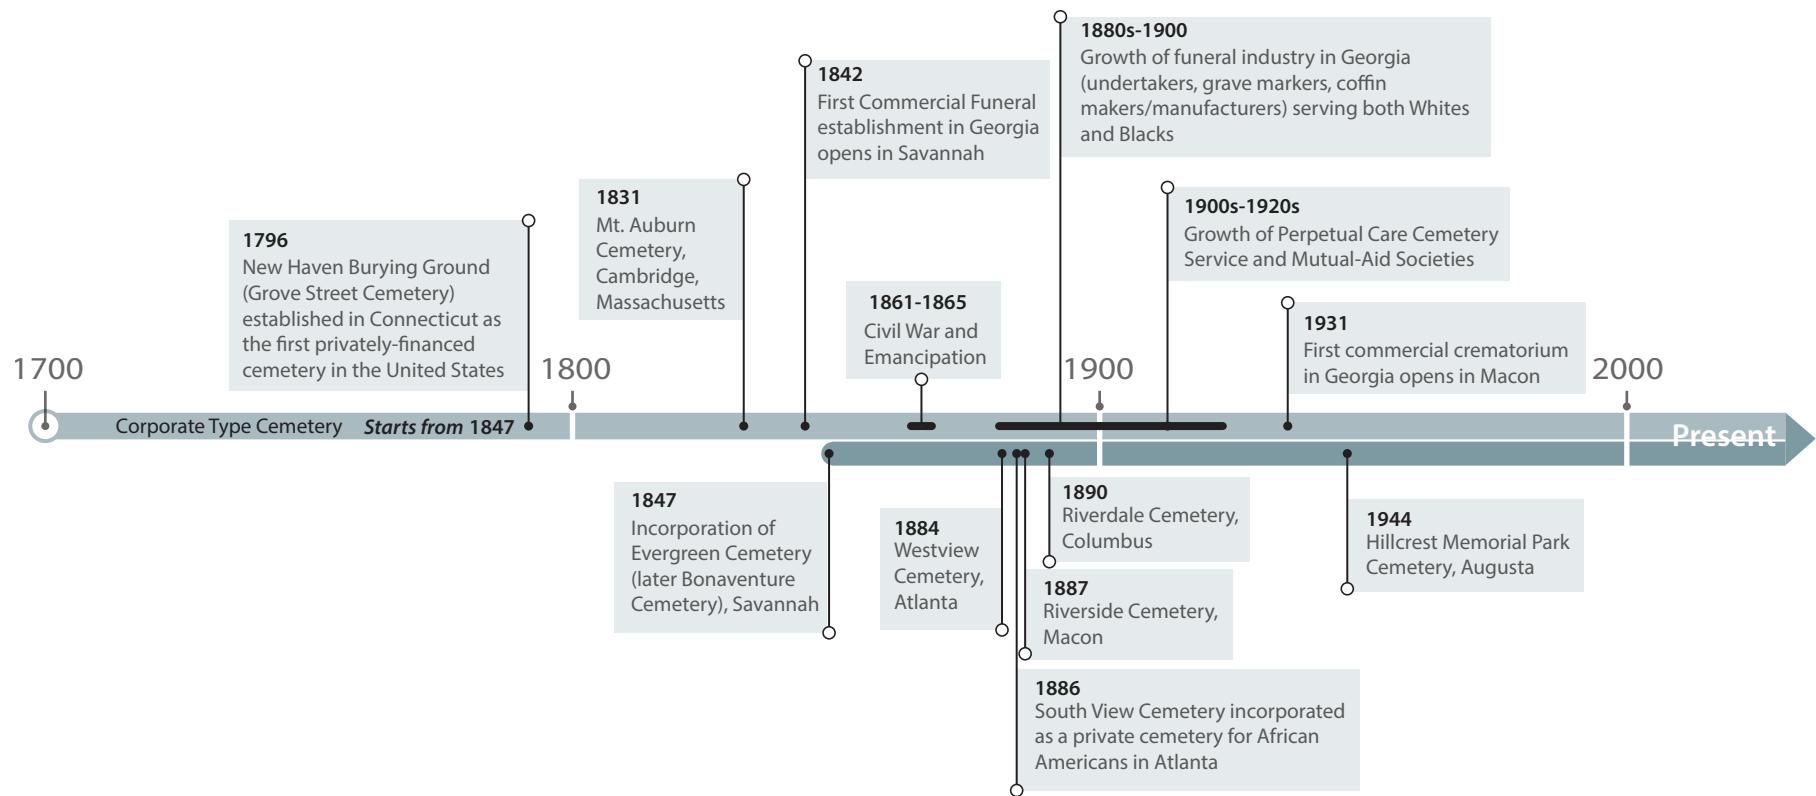 1880s-1900
Growth of funeral industry in Georgia
(undertakers, grave markers, coffin
makers/manufacturers) serving both Whites
and Blacks
1842
First Commercial Funeral
establishment in Georgia
opens in Savannah
1831
Mt. Auburn
Cemetery,
Cambridge,
Massachusetts
1900s-1920s
Growth of Perpetual Care Cemetery
Service and Mutual-Aid Societies
1796
New Haven Burying Ground
(Grove Street Cemetery)
established in Connecticut as
the first privately-financed
cemetery in the United States
1861-1865
Civil War and
Emancipation
1931
First commercial crematorium
in Georgia opens in Macon
1700
1800
1900
2000
Corporate Type Cemetery Starts from 1847
Present
1847
Incorporation of
Evergreen Cemetery
(later Bonaventure
Cemetery), Savannah
1884
Westview
Cemetery,
Atlanta
1890
Riverdale Cemetery,
Columbus
1944
Hillcrest Memorial Park
Cemetery, Augusta
1887
Riverside Cemetery,
Macon
1886
South View Cemetery incorporated
as a private cemetery for African
Americans in Atlanta